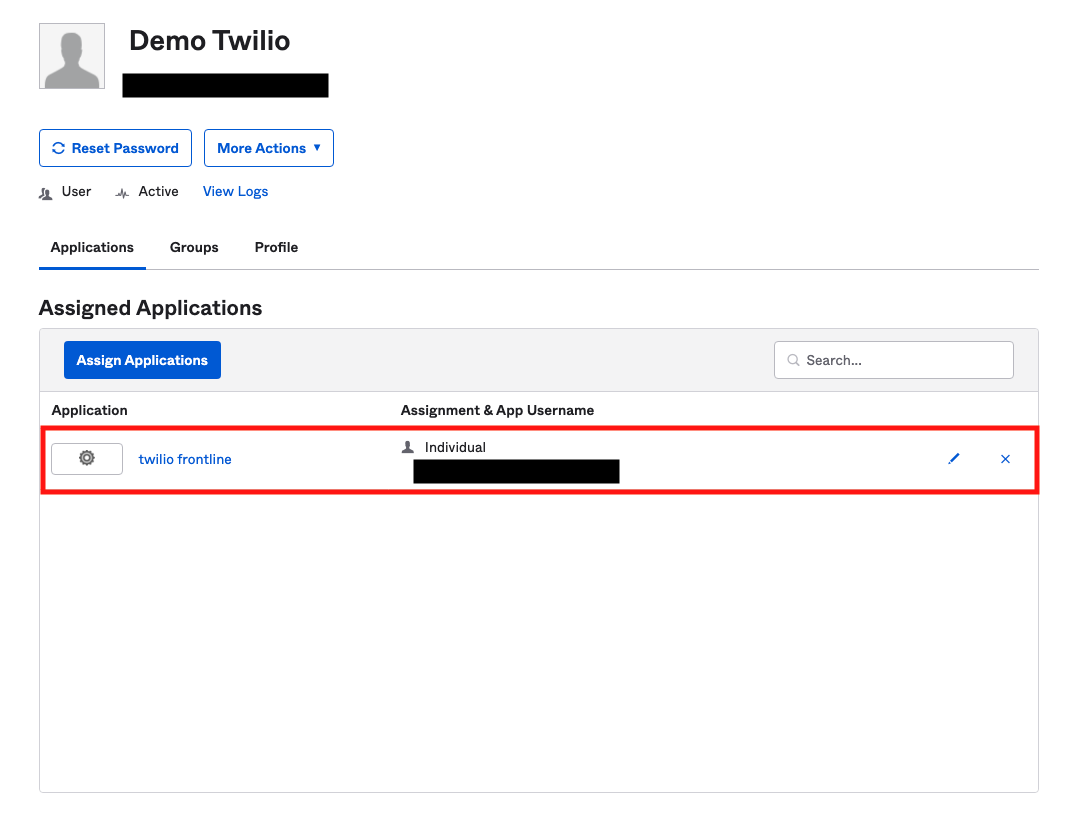 Demo Twilio
Reset Password
More Actions ▼
User
Active
View Logs
Applications
Groups
Profile
Assigned Applications
Assign Applications
Search...
Application
Assignment & App Username
twilio frontline
Individual